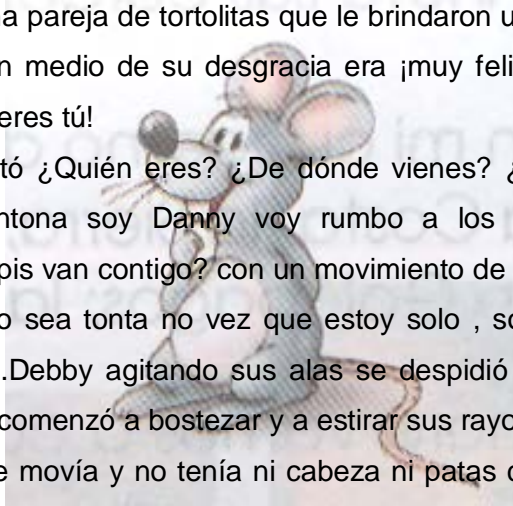 na pareja de tortolitas que le brindaron u
n medio de su desgracia era ¡muy feli
eres tú!
tó ¿Quién eres? ¿De dónde vienes? ¿
ntona soy Danny voy rumbo a los
pis van contigo? con un movimiento de
o sea tonta no vez que estoy solo , so
.Debby agitando sus alas se despidió
comenzó a bostezar y a estirar sus rayo
e movía y no tenía ni cabeza ni patas